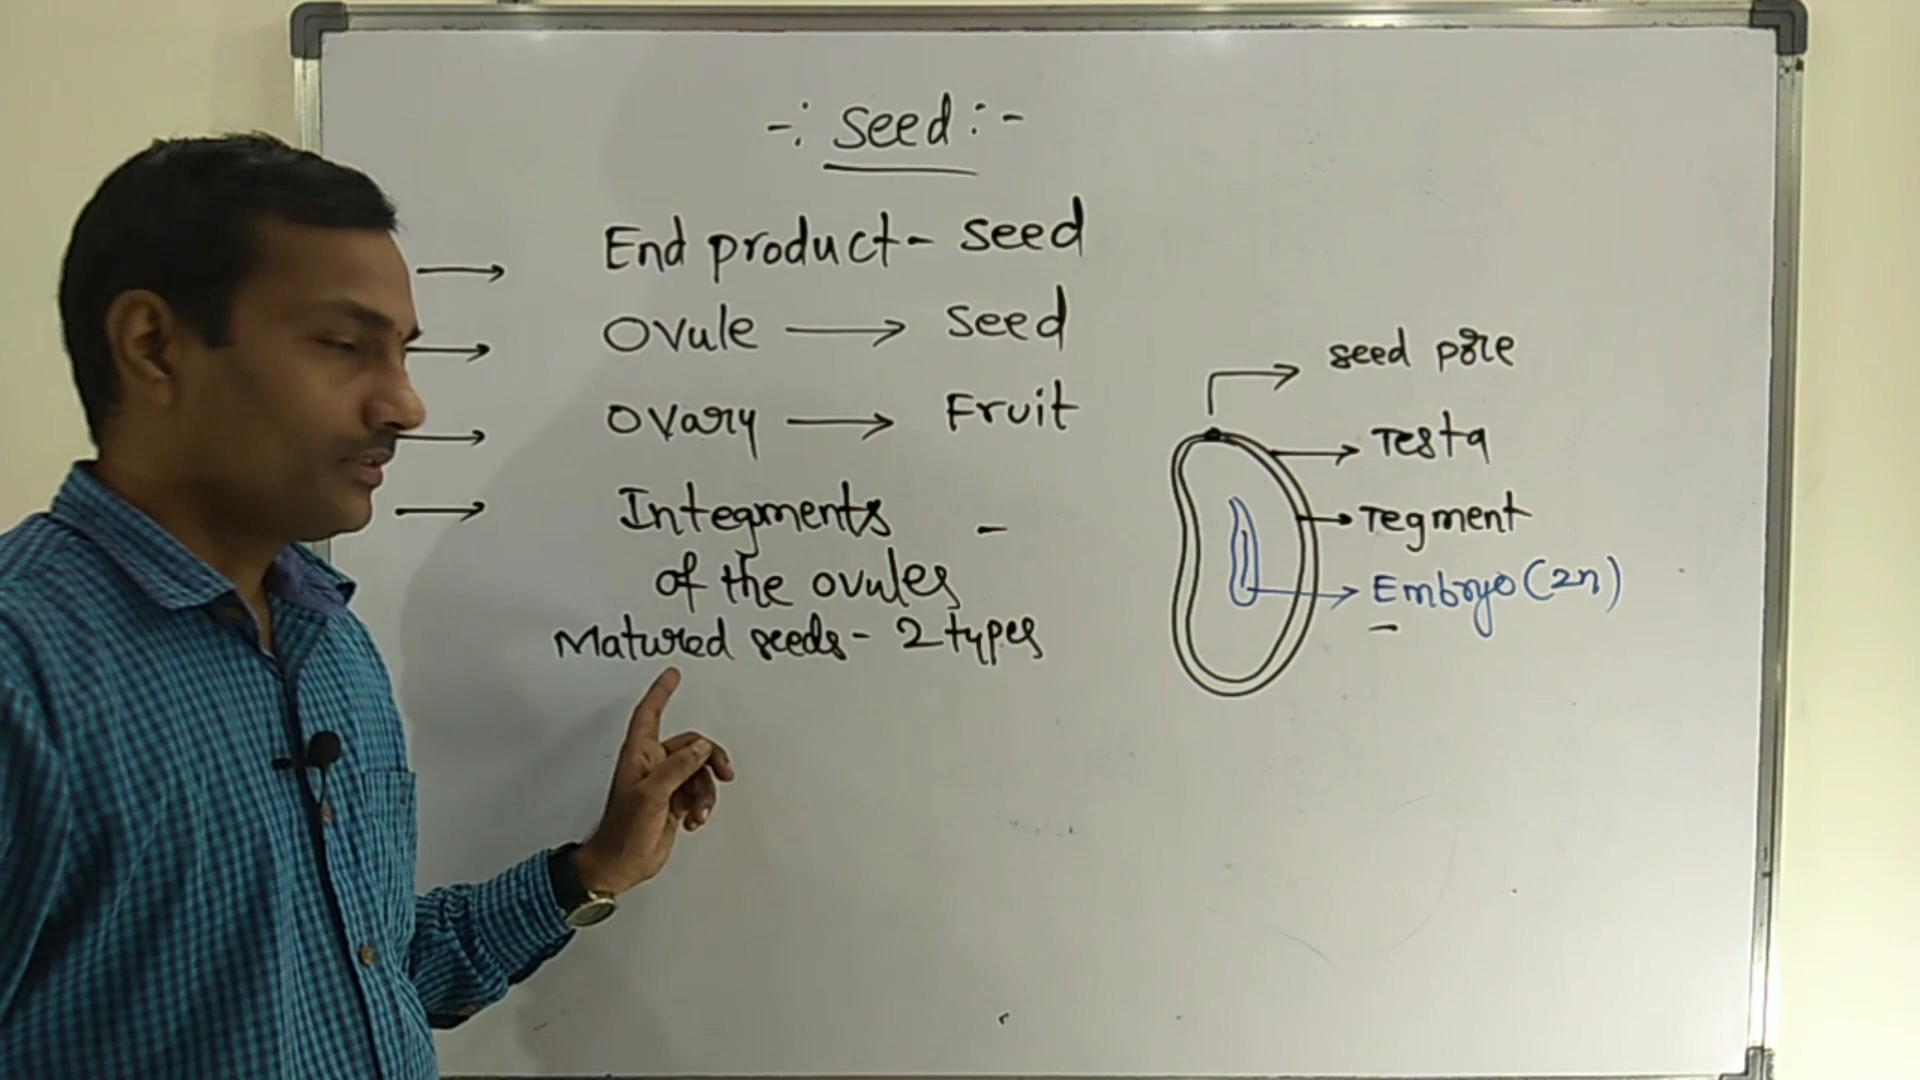 -: Seed :-
End product - seed
Ovule → Seed
Ovary → Fruit
Integments -
of the ovules
Matured seeds - 2 types
seed pore
Testa
Tegment
Embryo (2n)